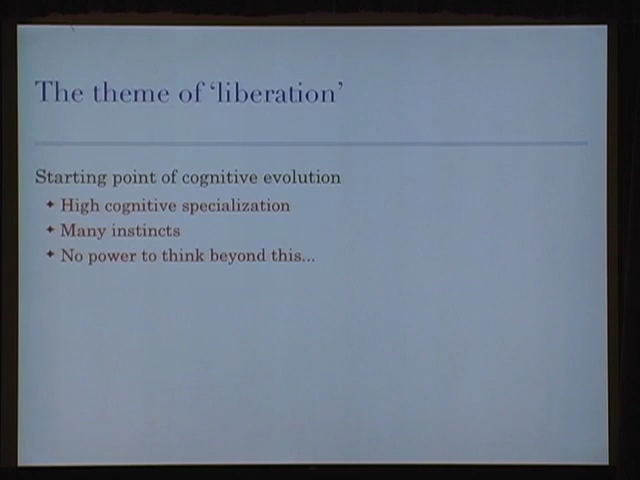 The theme of ‘liberation’
Starting point of cognitive evolution
✦ High cognitive specialization
✦ Many instincts
✦ No power to think beyond this...